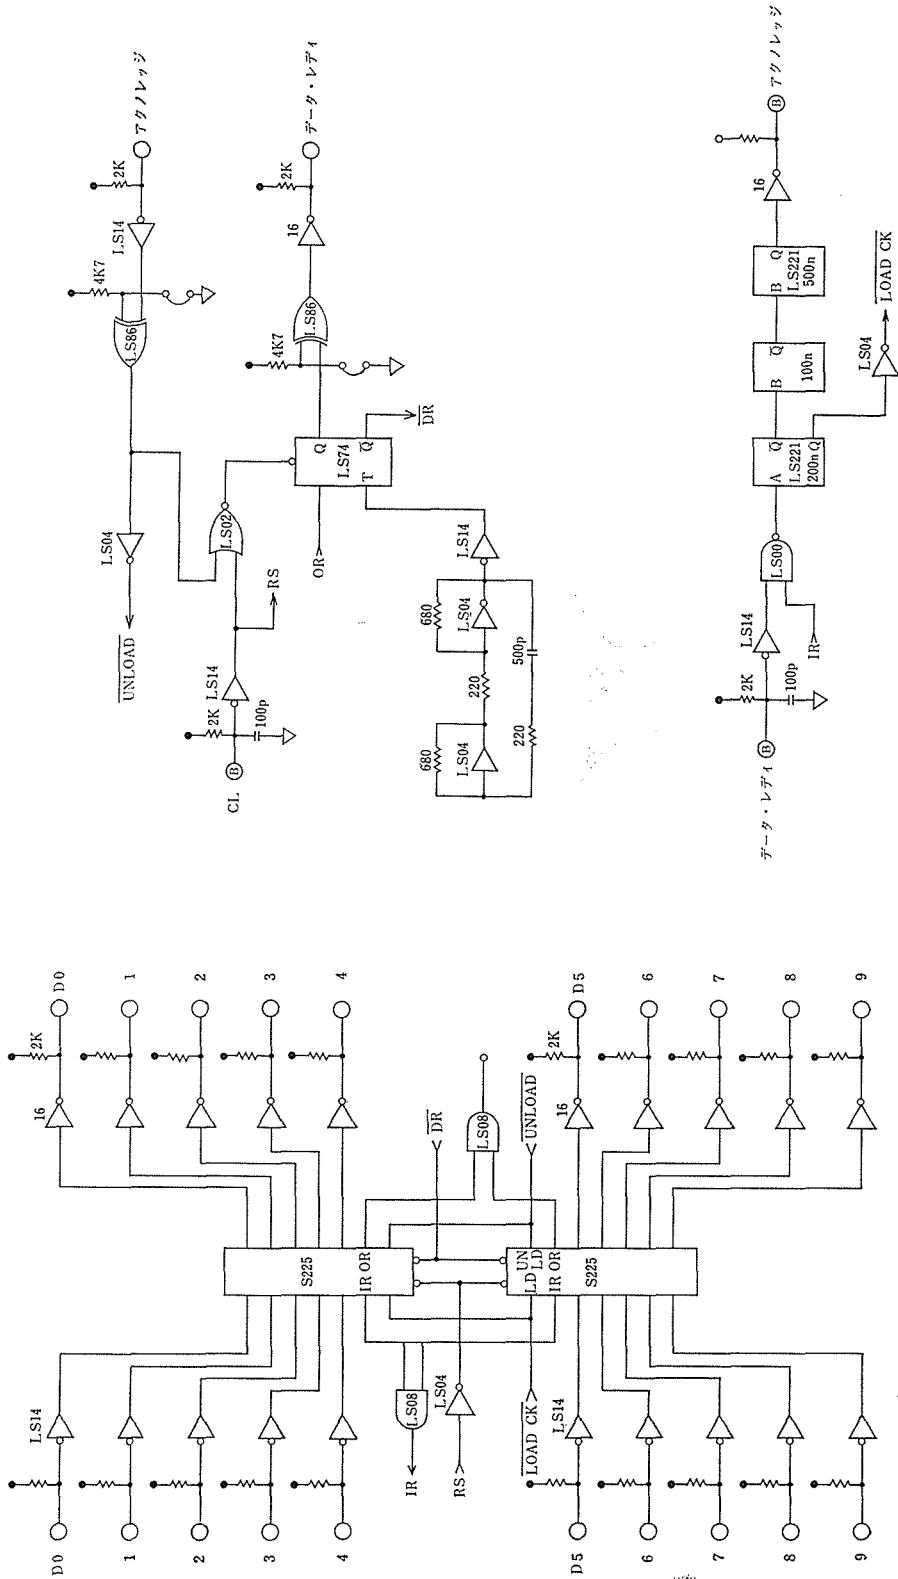 アクノレッジ
2K
LS14
4K7
LS86
LS04
UNLOAD
LS02
RS
LS14
2K
100p
CL
B
データ・レディ
2K
16
LS86
4K7
Q
LS74
T
Q
DR
OR
LS14
680
LS04
500p
220
680
LS04
220
B
アクノレッジ
16
B
Q
LS221
500n
B
Q
100n
A
Q
LS221
200n
Q
LS04
LOAD CK
LS00
LS14
IR
2K
100p
B
データ・レディ
D0
1
2
3
4
2K
16
S225
IR
OR
LS14
D0
1
2
3
4
LS08
IR
LS04
RS
DR
LS08
UNLOAD
LOAD CK
UN
LD
LD
IR
OR
S225
D5
6
7
8
9
2K
16
LS14
D5
6
7
8
9